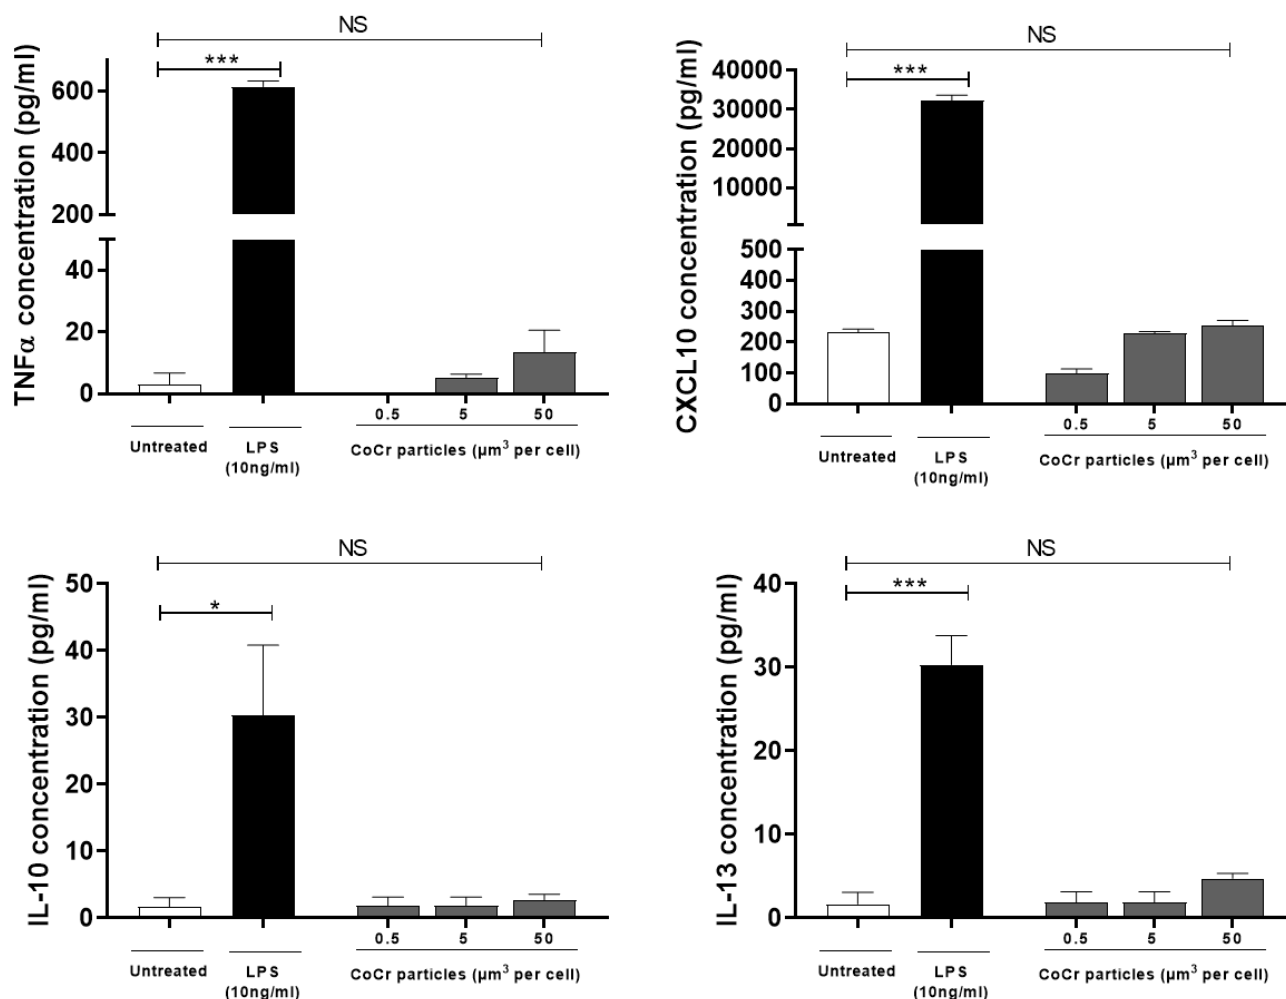 NS
***
TNFα concentration (pg/ml)
600
400
200
40
20
0
0.5 5 50
Untreated LPS CoCr particles (μm³ per cell)
(10ng/ml)
NS
***
CXCL10 concentration (pg/ml)
40000
30000
20000
10000
500
400
300
200
100
0
0.5 5 50
Untreated LPS CoCr particles (μm³ per cell)
(10ng/ml)
NS
*
IL-10 concentration (pg/ml)
50
40
30
20
10
0
0.5 5 50
Untreated LPS CoCr particles (μm³ per cell)
(10ng/ml)
NS
***
IL-13 concentration (pg/ml)
40
30
20
10
0
0.5 5 50
Untreated LPS CoCr particles (μm³ per cell)
(10ng/ml)